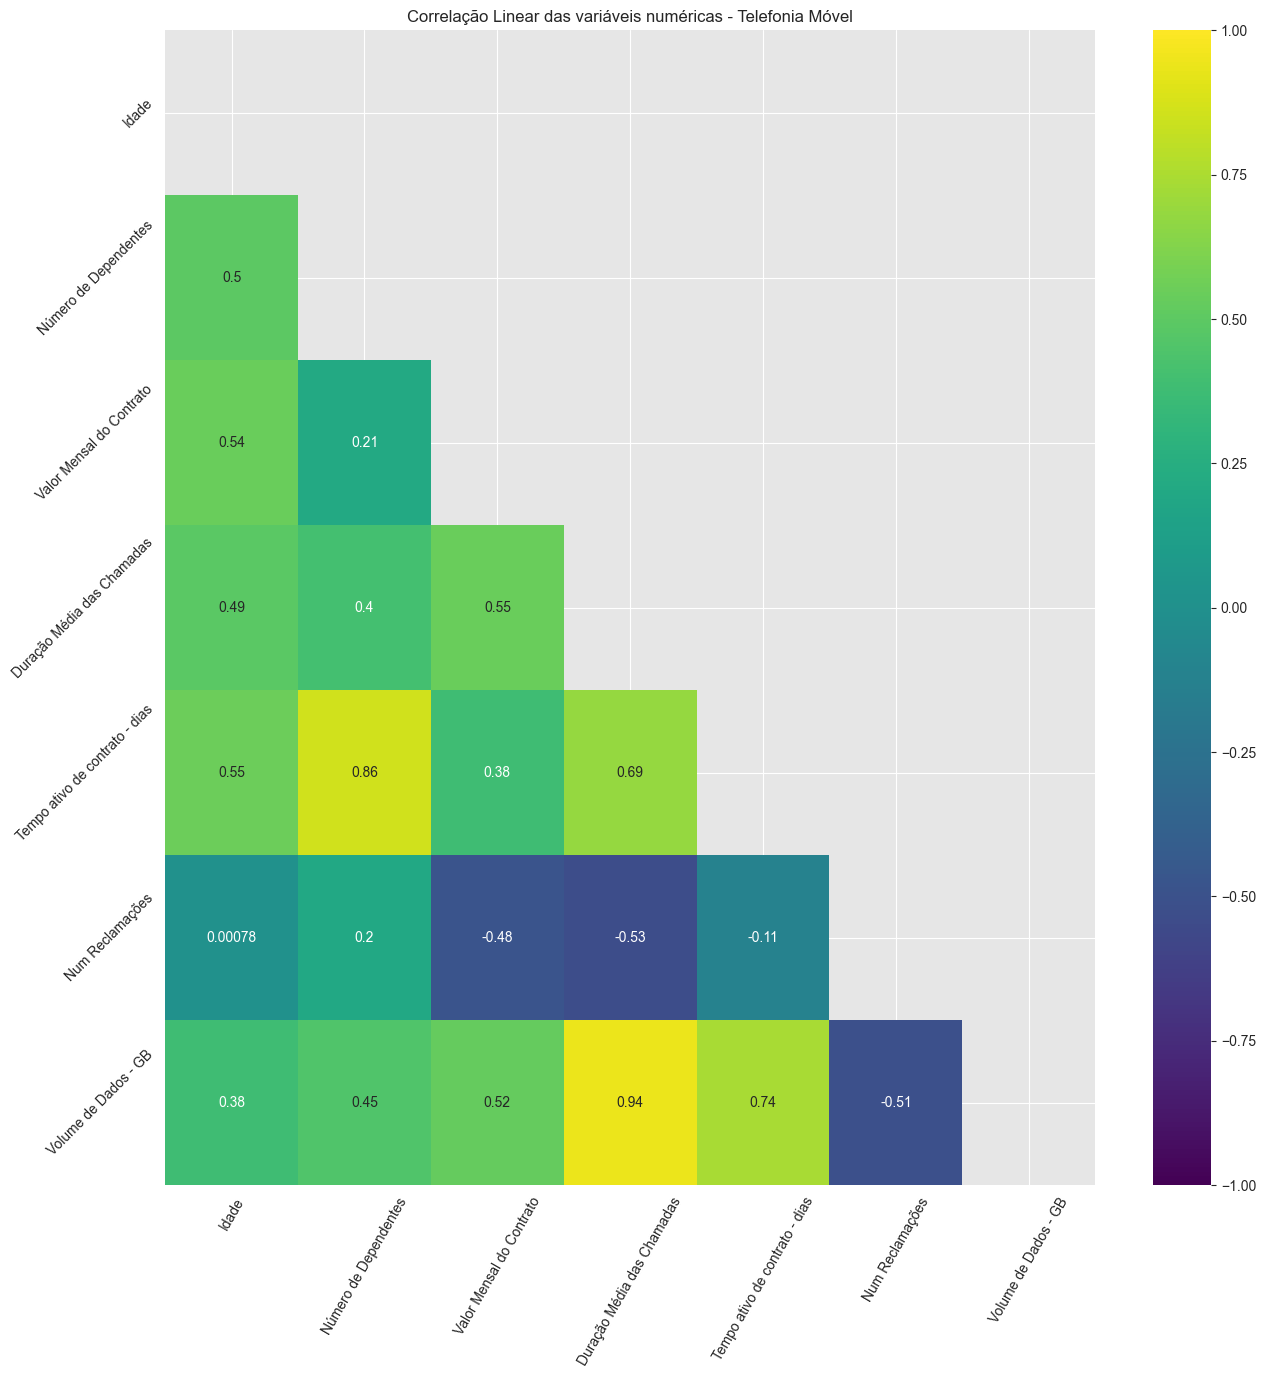 Correlação Linear das variáveis numéricas - Telefonia Móvel
Idade
Número de Dependentes
0.5
Valor Mensal do Contrato
0.54 0.21
Duração Média das Chamadas
0.49 0.4 0.55
Tempo ativo de contrato - dias
0.55 0.86 0.38 0.69
Num Reclamações
0.00078 0.2 -0.48 -0.53 -0.11
Volume de Dados - GB
0.38 0.45 0.52 0.94 0.74 -0.51
Idade
Número de Dependentes
Valor Mensal do Contrato
Duração Média das Chamadas
Tempo ativo de contrato - dias
Num Reclamações
Volume de Dados - GB
1.00
0.75
0.50
0.25
0.00
−0.25
−0.50
−0.75
−1.00